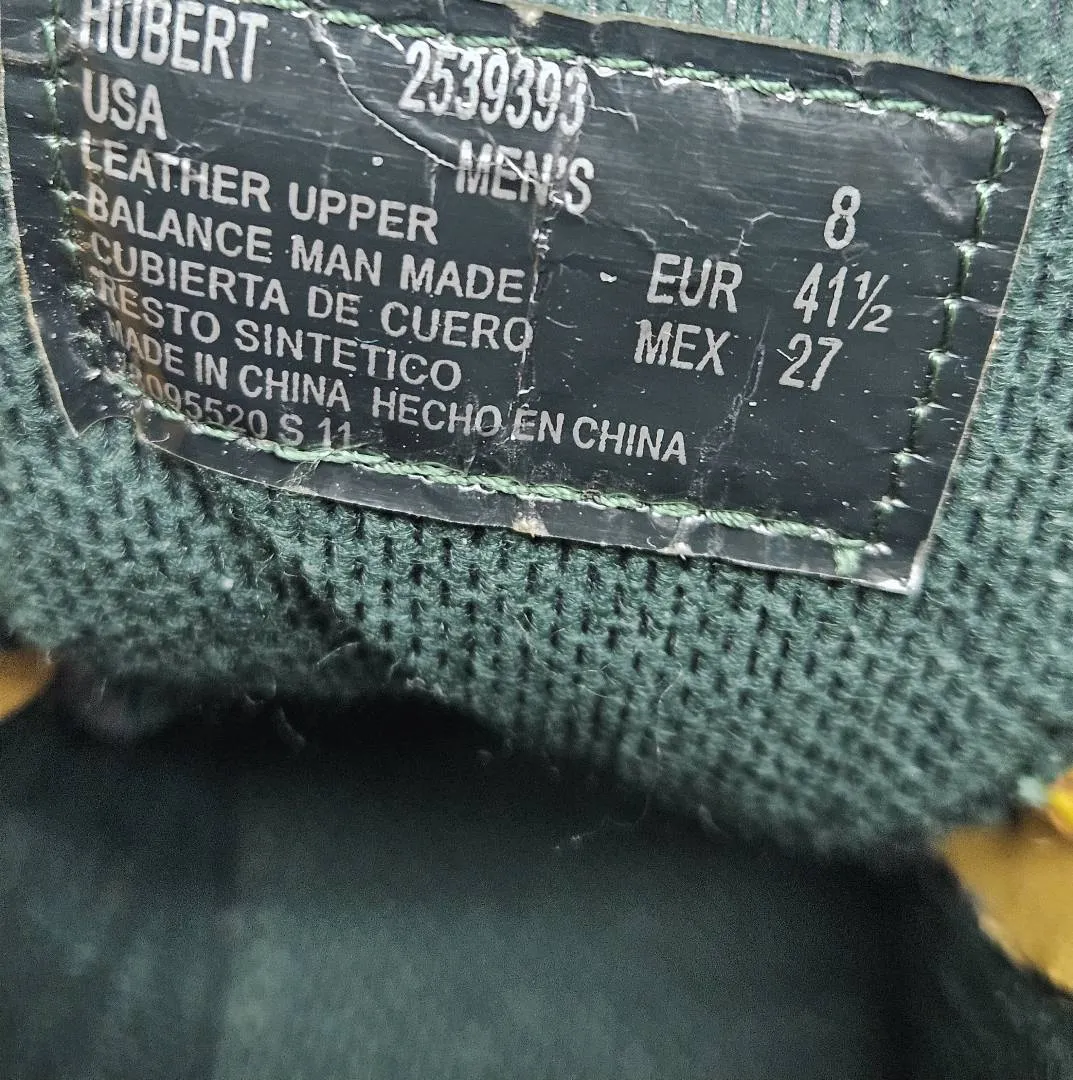 HUBERT 2539393
USA MEN'S 8
LEATHER UPPER
BALANCE MAN MADE EUR 41½
CUBIERTA DE CUERO MEX 27
RESTO SINTETICO
MADE IN CHINA HECHO EN CHINA
S 11